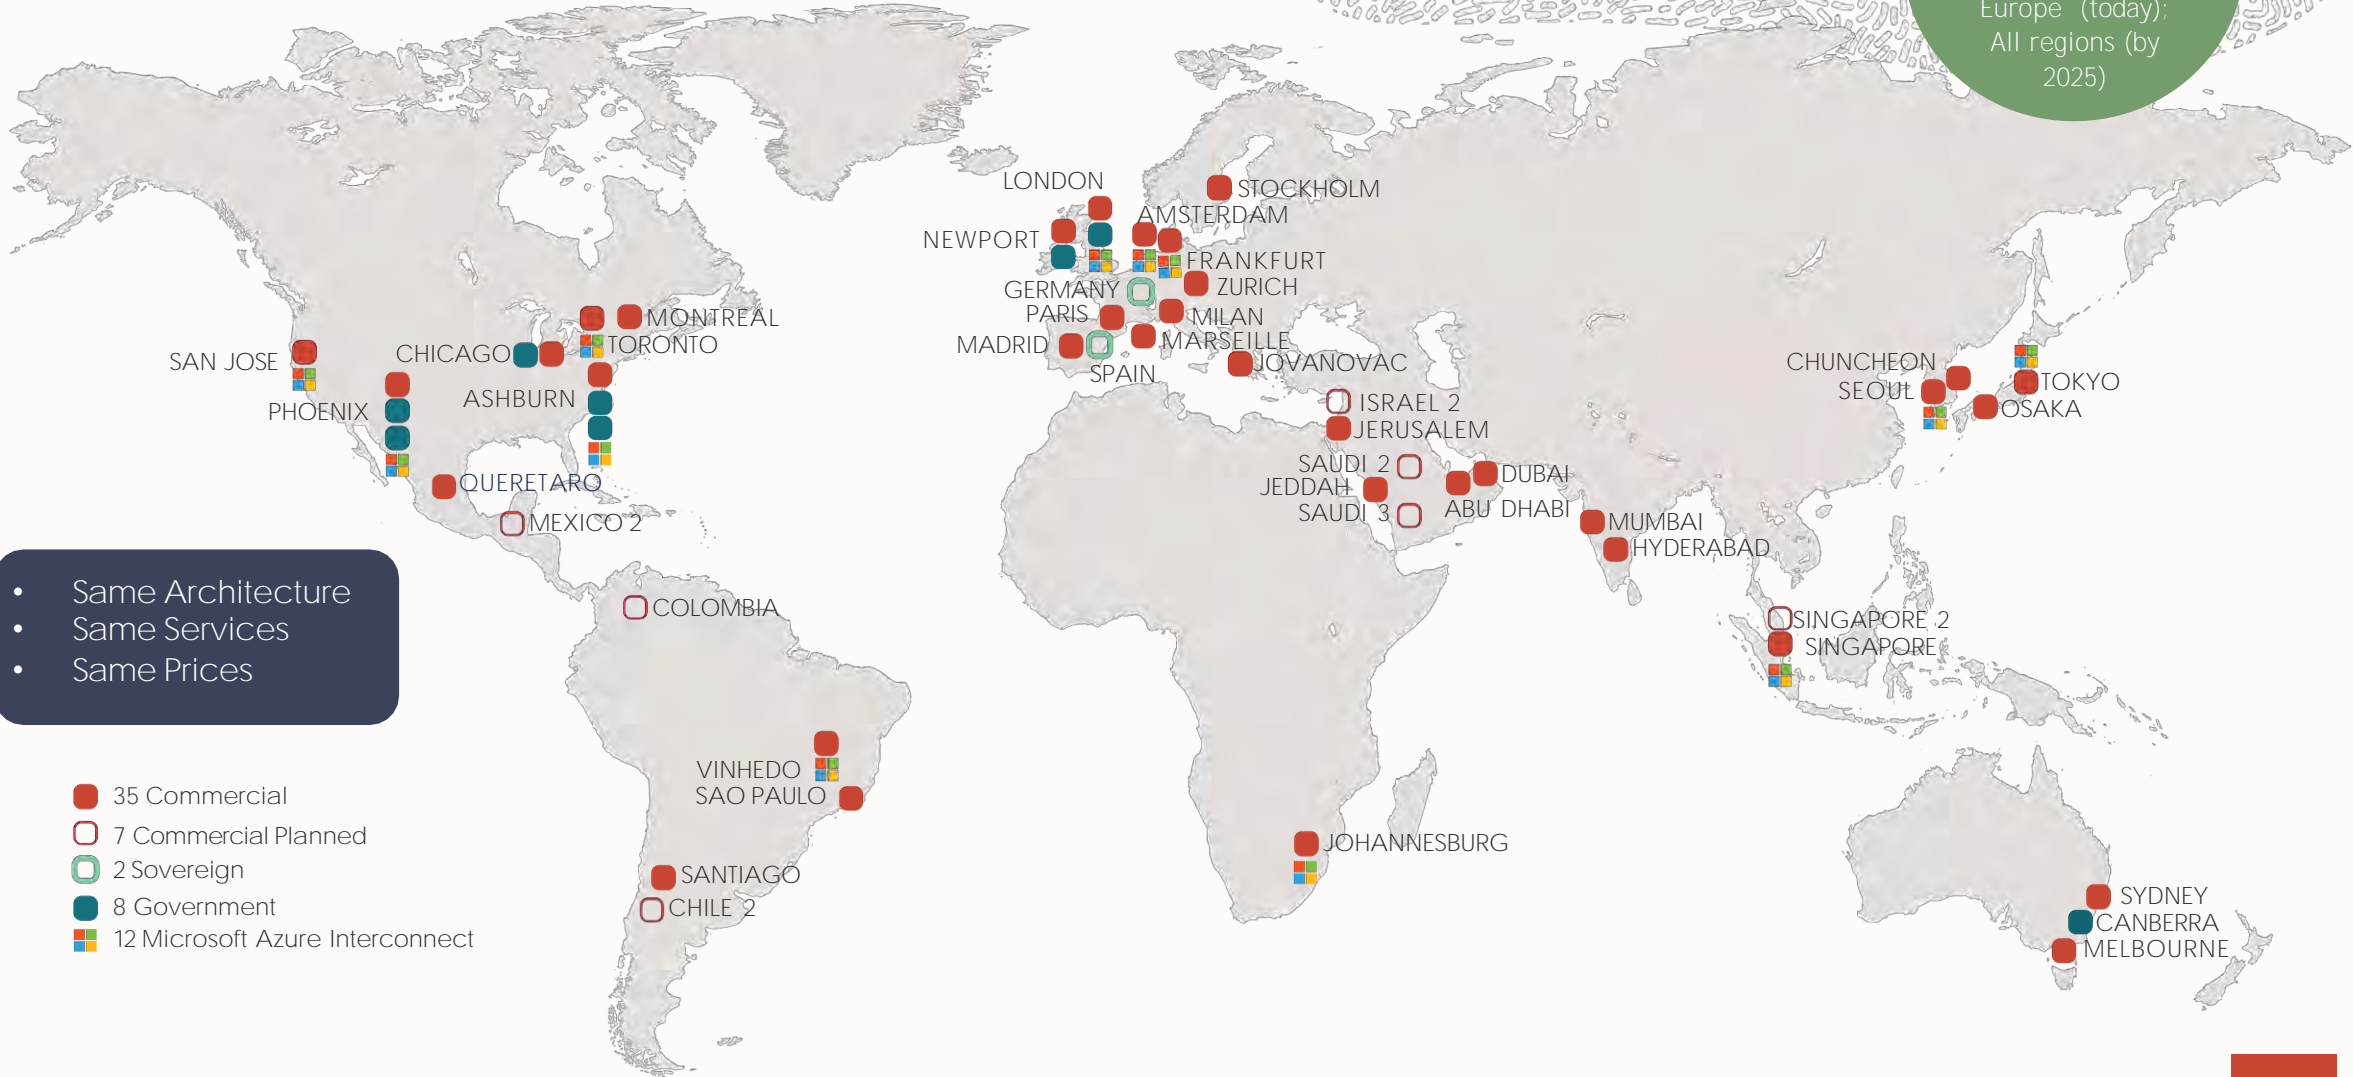 Europe (today);
All regions (by
2025)
LONDON
STOCKHOLM
AMSTERDAM
NEWPORT
FRANKFURT
GERMANY
ZURICH
PARIS
MILAN
MONTREAL
MADRID
MARSEILLE
TORONTO
CHICAGO
SAN JOSE
JOVANOVAC
SPAIN
CHUNCHEON
SEOUL
TOKYO
OSAKA
ASHBURN
PHOENIX
ISRAEL 2
JERUSALEM
SAUDI 2
DUBAI
JEDDAH
QUERETARO
SAUDI 3
ABU DHABI
MEXICO 2
MUMBAI
HYDERABAD
• Same Architecture
• Same Services
• Same Prices
COLOMBIA
SINGAPORE 2
SINGAPORE
VINHEDO
SAO PAULO
35 Commercial
7 Commercial Planned
2 Sovereign
8 Government
12 Microsoft Azure Interconnect
JOHANNESBURG
SANTIAGO
CHILE 2
SYDNEY
CANBERRA
MELBOURNE